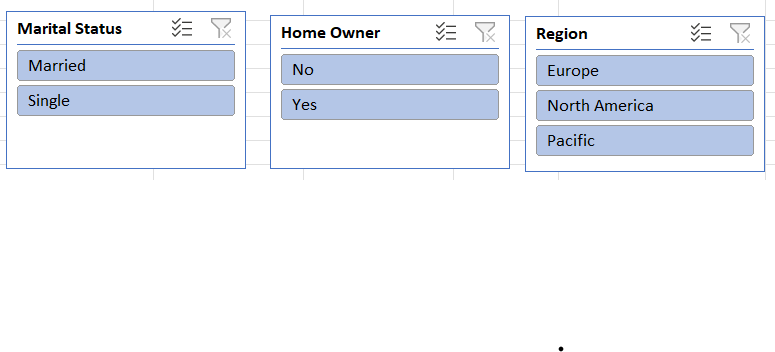 Marital Status
Married
Single
Home Owner
No
Yes
Region
Europe
North America
Pacific